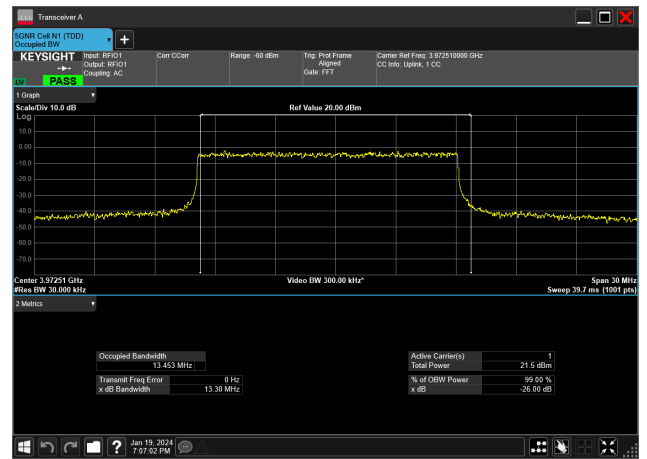 Transceiver A
5GNR Cell N1 (TDD)
Occupied BW
KEYSIGHT
Input: RFIO1
Output: RFIO1
Coupling: AC
Corr CCorr
Range: -60 dBm
Trig: Prot Frame
Aligned
Gate: FFT
Carrier Ref Freq: 3.972510000 GHz
CC Info: Uplink, 1 CC
PASS
1 Graph
Scale/Div 10.0 dB
Ref Value 20.00 dBm
Log
10.0
0.00
-10.0
-20.0
-30.0
-40.0
-50.0
-60.0
-70.0
Center 3.97251 GHz
Video BW 300.00 kHz*
Span 30 MHz
#Res BW 30.000 kHz
Sweep 39.7 ms (1001 pts)
2 Metrics
Occupied Bandwidth
13.453 MHz
Active Carrier(s) 1
Total Power 21.5 dBm
Transmit Freq Error 0 Hz
x dB Bandwidth 13.30 MHz
% of OBW Power 99.00 %
x dB -26.00 dB
Jan 19, 2024
7:07:02 PM